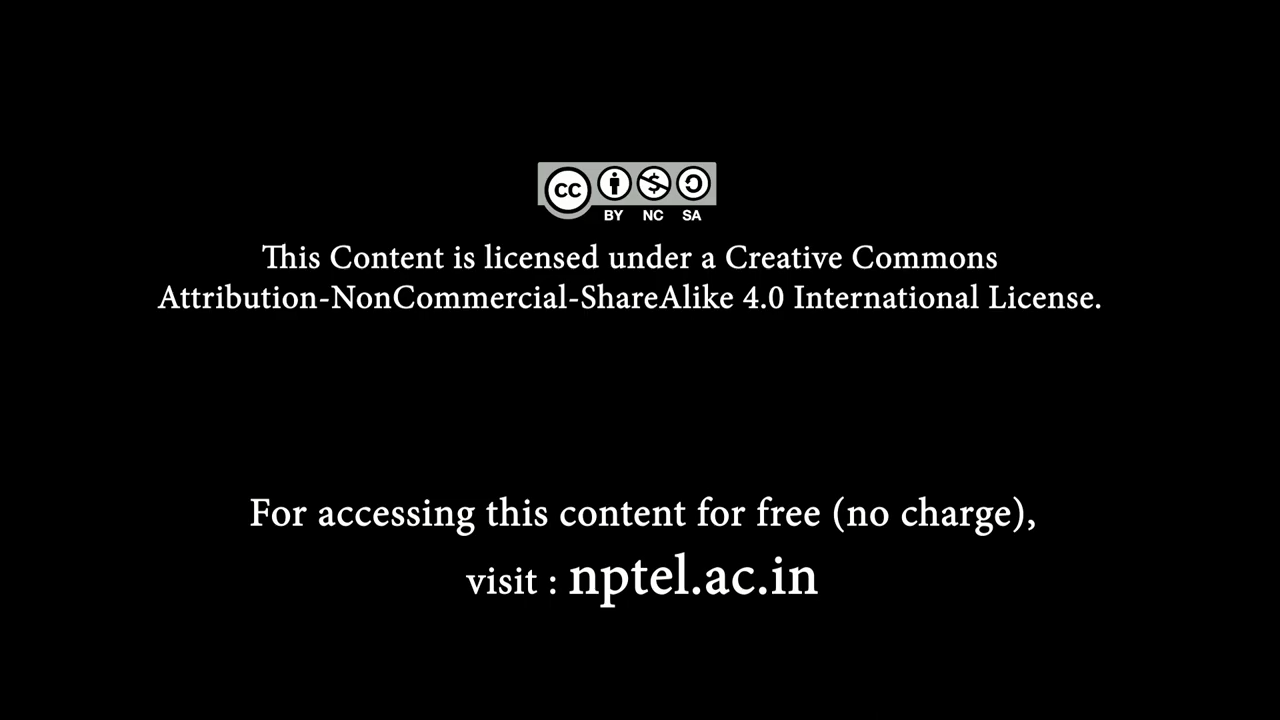 cc
BY NC SA
This Content is licensed under a Creative Commons
Attribution-NonCommercial-ShareAlike 4.0 International License.
For accessing this content for free (no charge),
visit : nptel.ac.in